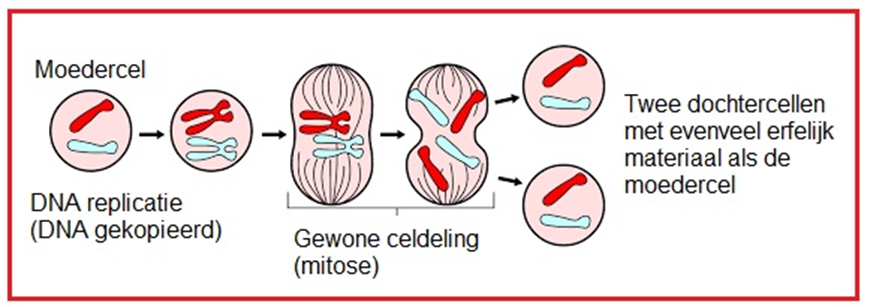 Moedercel
DNA replicatie
(DNA gekopieerd)
Gewone celdeling
(mitose)
Twee dochtercellen
met evenveel erfelijk
materiaal als de
moedercel